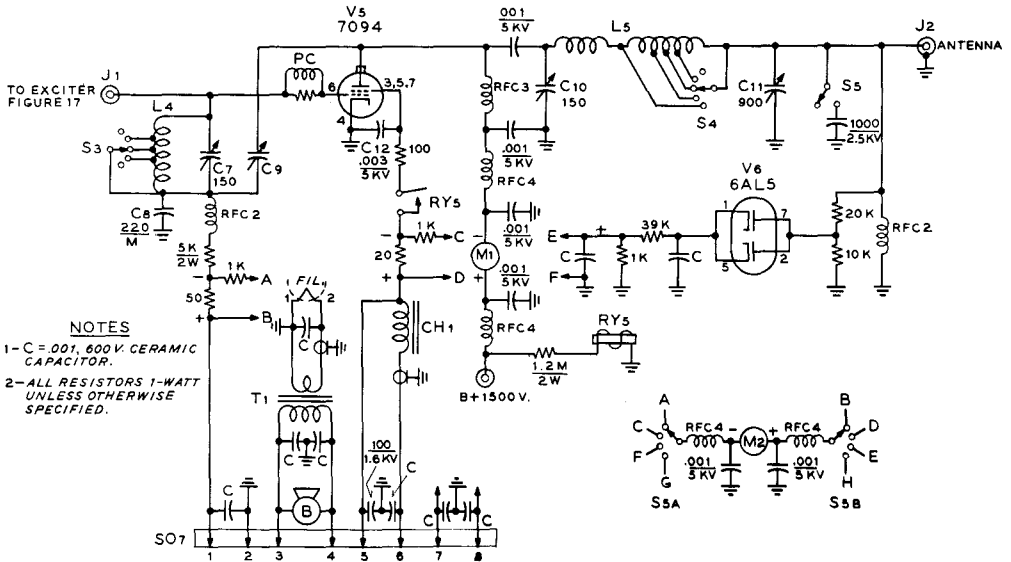 V5
7094
.001
5KV
L5
J2
ANTENNA
J1
TO EXCITER
FIGURE 17
PC
6
3,5,7
4
L4
S3
C7
150
C9
C8
220
M
RFC2
5K
2W
1K
A
-
50
+
B
C12
.003
5KV
100
RY5
-
1K
C
20
+
D
CH1
RFC3
C10
150
.001
5KV
RFC4
.001
5KV
-
M1
+
.001
5KV
RFC4
B+1500V.
1.2M
2W
RY5
S4
C11
900
S5
1000
2.5KV
V6
6AL5
1
7
5
2
20K
10K
RFC2
E
+
39K
C
1K
C
F
NOTES
1-C=.001, 600V. CERAMIC
CAPACITOR.
2-ALL RESISTORS 1-WATT
UNLESS OTHERWISE
SPECIFIED.
FIL.
1
2
C
T1
C
C
B
C
100
1.6KV
C
C
C
SO7
1
2
3
4
5
6
7
8
A
C
F
G
S5A
RFC4
-
M2
+
RFC4
.001
5KV
.001
5KV
B
D
E
H
S5B